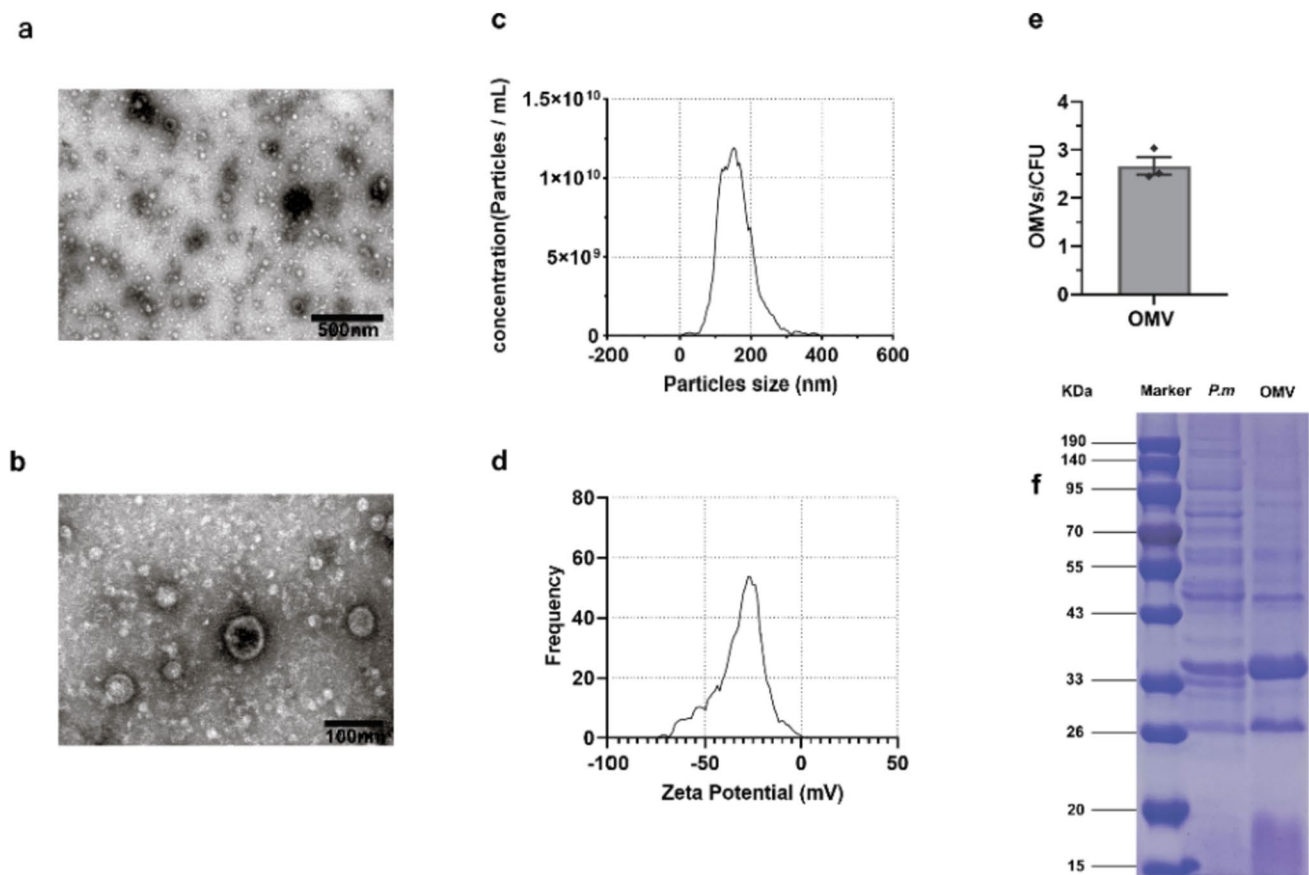 a
500nm
b
100nm
c
concentration(Particles / mL)
1.5×10¹⁰
1×10¹⁰
5×10⁹
0
-200 0 200 400 600
Particles size (nm)
d
Frequency
80
60
40
20
0
-100 -50 0 50
Zeta Potential (mV)
e
OMVs/CFU
4
3
2
1
0
OMV
f
KDa Marker P.m OMV
190
140
95
70
55
43
33
26
20
15